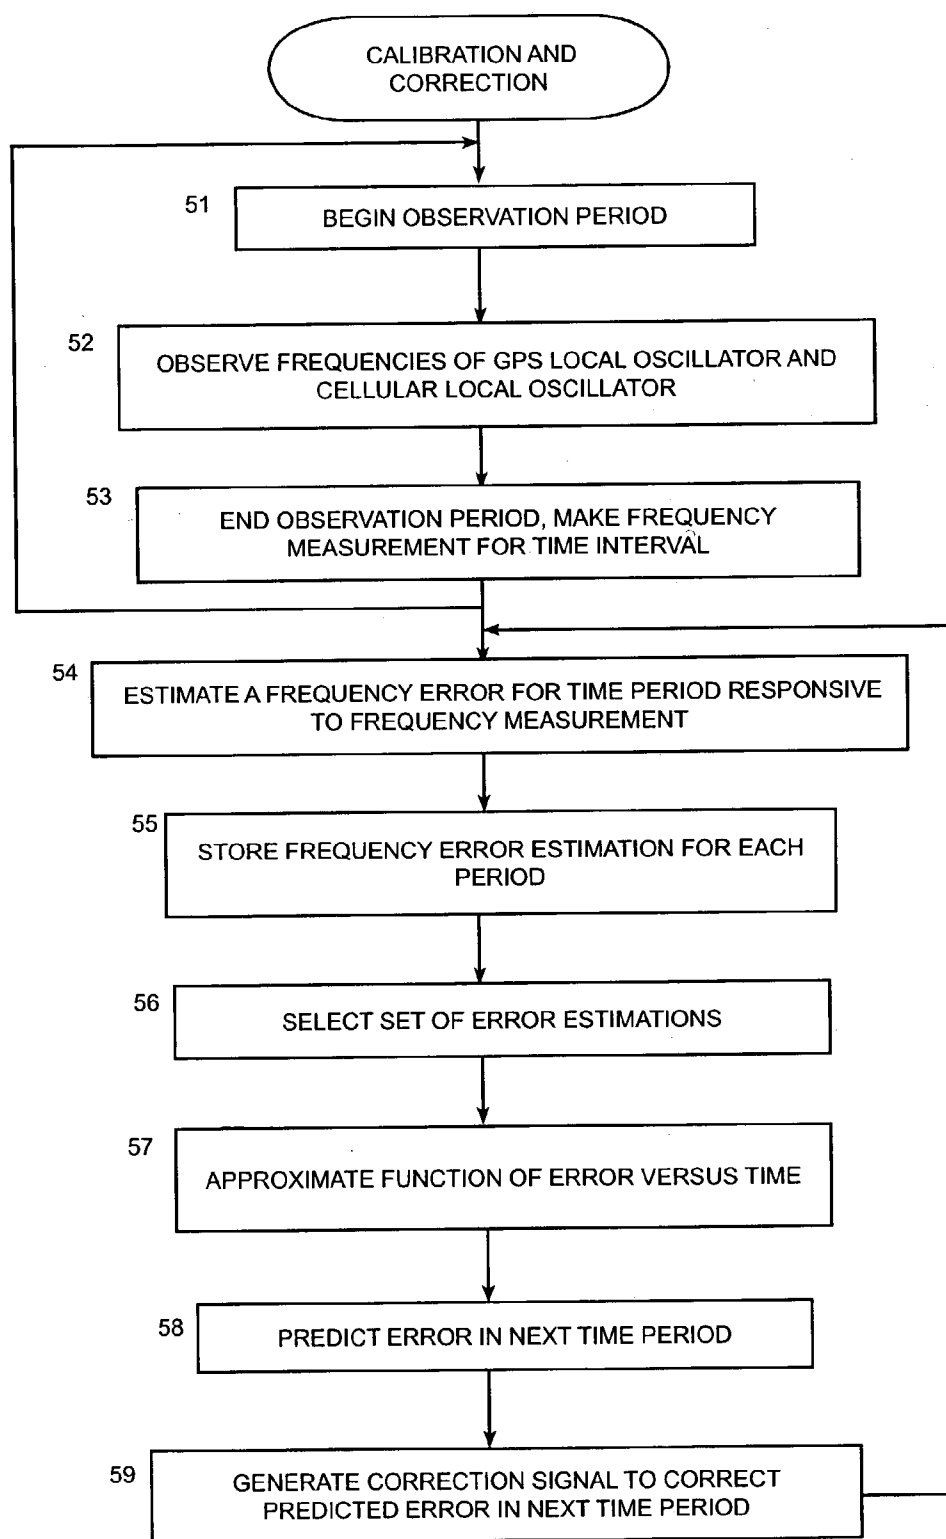 CALIBRATION AND
CORRECTION
51
BEGIN OBSERVATION PERIOD
52
OBSERVE FREQUENCIES OF GPS LOCAL OSCILLATOR AND
CELLULAR LOCAL OSCILLATOR
53
END OBSERVATION PERIOD, MAKE FREQUENCY
MEASUREMENT FOR TIME INTERVAL
54
ESTIMATE A FREQUENCY ERROR FOR TIME PERIOD RESPONSIVE
TO FREQUENCY MEASUREMENT
55
STORE FREQUENCY ERROR ESTIMATION FOR EACH
PERIOD
56
SELECT SET OF ERROR ESTIMATIONS
57
APPROXIMATE FUNCTION OF ERROR VERSUS TIME
58
PREDICT ERROR IN NEXT TIME PERIOD
59
GENERATE CORRECTION SIGNAL TO CORRECT
PREDICTED ERROR IN NEXT TIME PERIOD